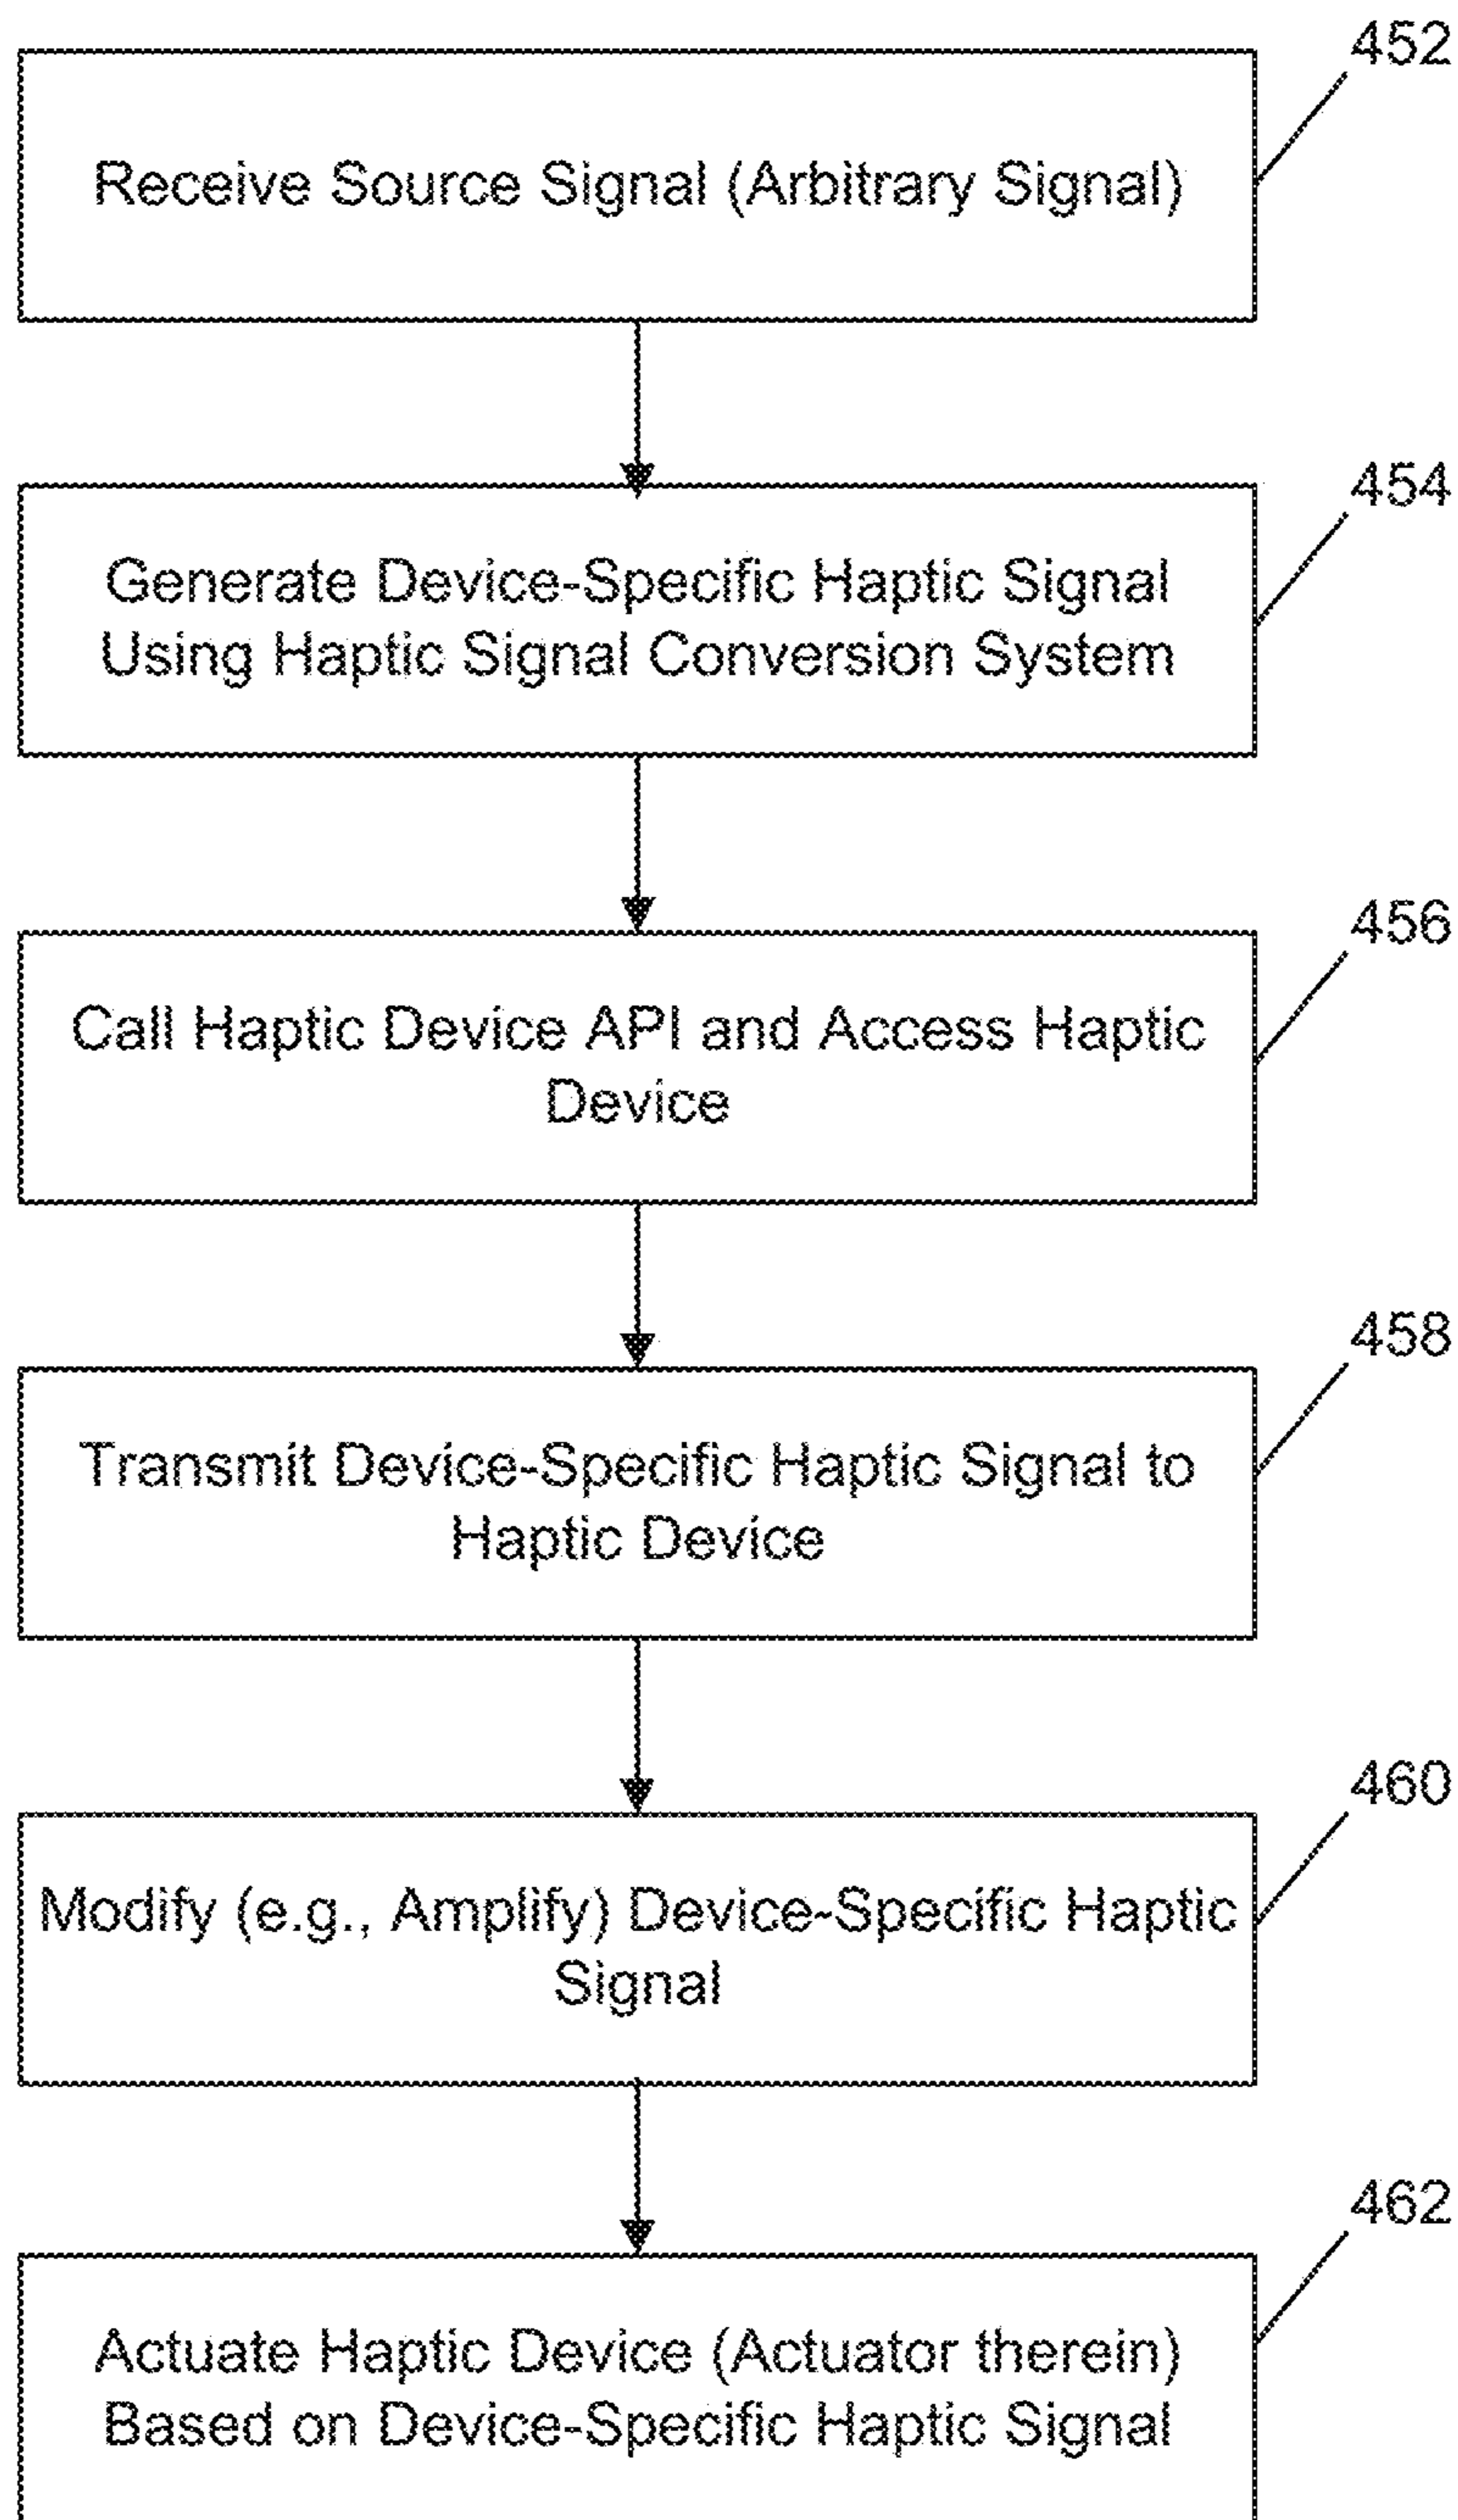 452
Receive Source Signal (Arbitrary Signal)
454
Generate Device-Specific Haptic Signal
Using Haptic Signal Conversion System
456
Call Haptic Device API and Access Haptic
Device
458
Transmit Device-Specific Haptic Signal to
Haptic Device
460
Modify (e.g., Amplify) Device-Specific Haptic
Signal
462
Actuate Haptic Device (Actuator therein)
Based on Device-Specific Haptic Signal